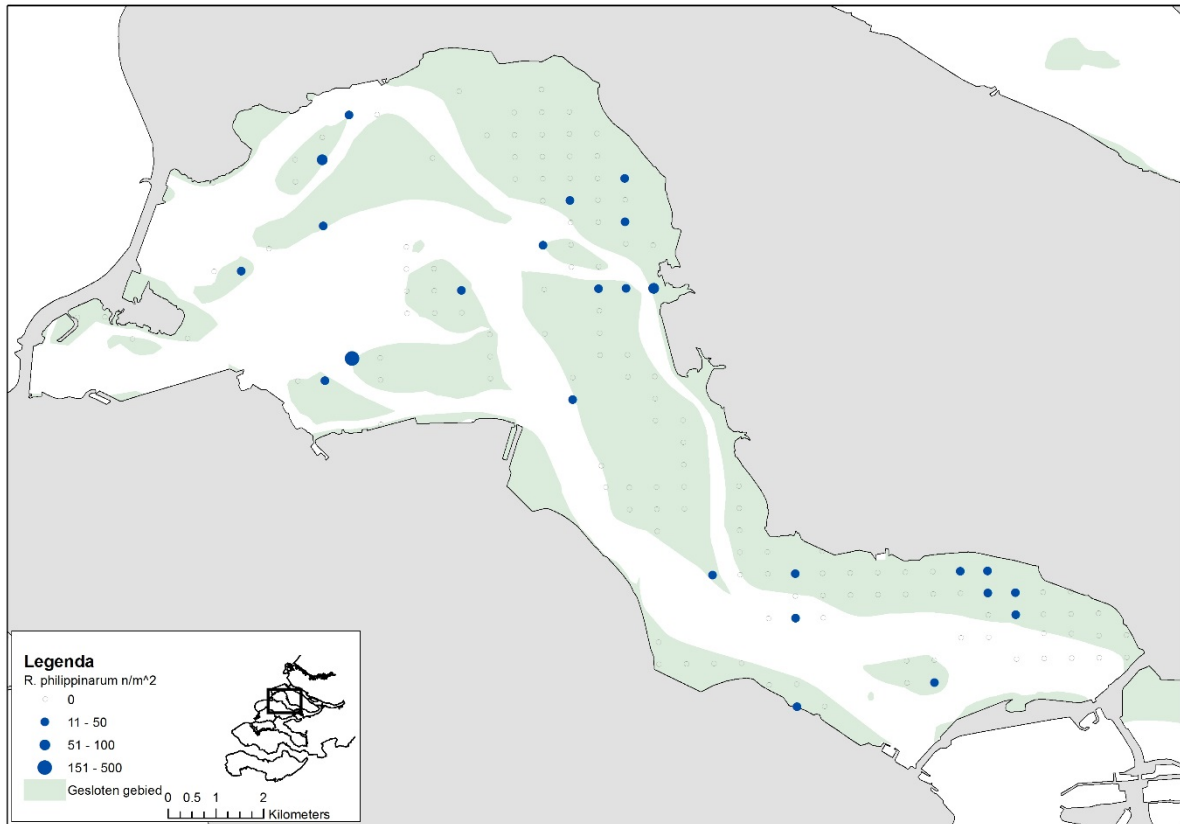 Legenda
R. philippinarum n/m^2
0
11 - 50
51 - 100
151 - 500
Gesloten gebied
0 0.5 1 2
Kilometers